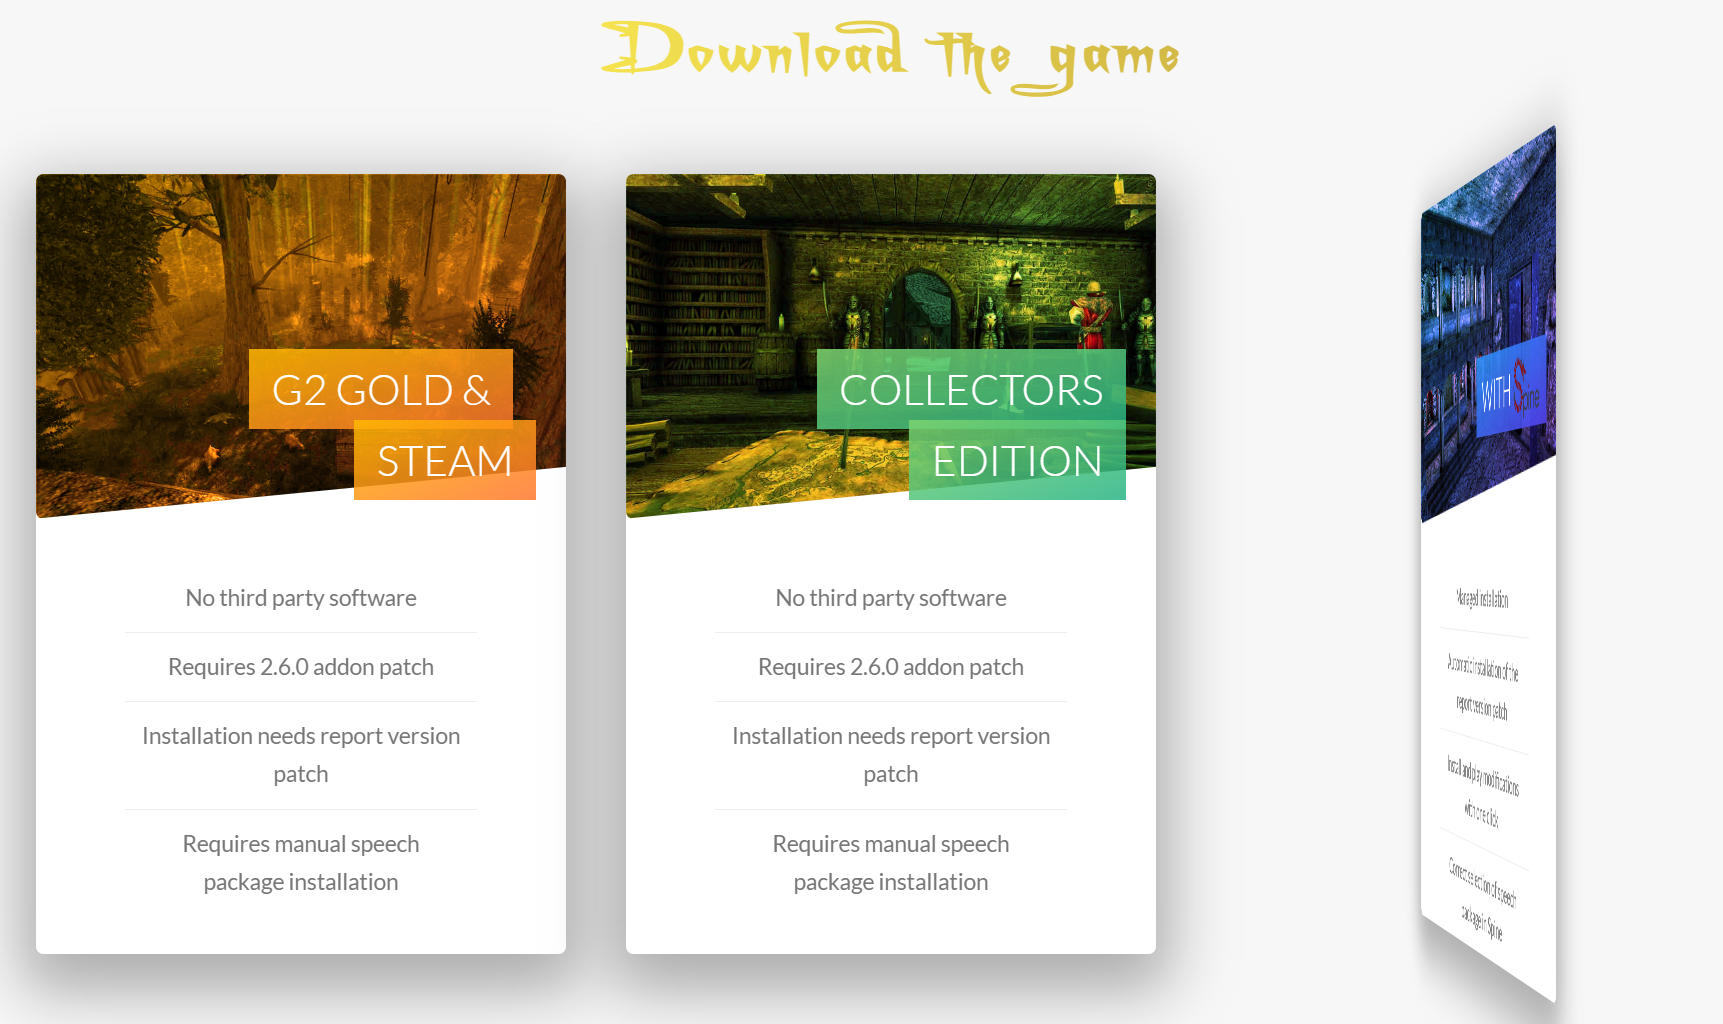 Download the game
G2 GOLD &
STEAM
No third party software
Requires 2.6.0 addon patch
Installation needs report version
patch
Requires manual speech
package installation
COLLECTORS
EDITION
No third party software
Requires 2.6.0 addon patch
Installation needs report version
patch
Requires manual speech
package installation
WITH Spine
Managed installation
Automatic installation of the
report version patch
Install and play modifications
with one click
Correct selection of speech
package in Spine